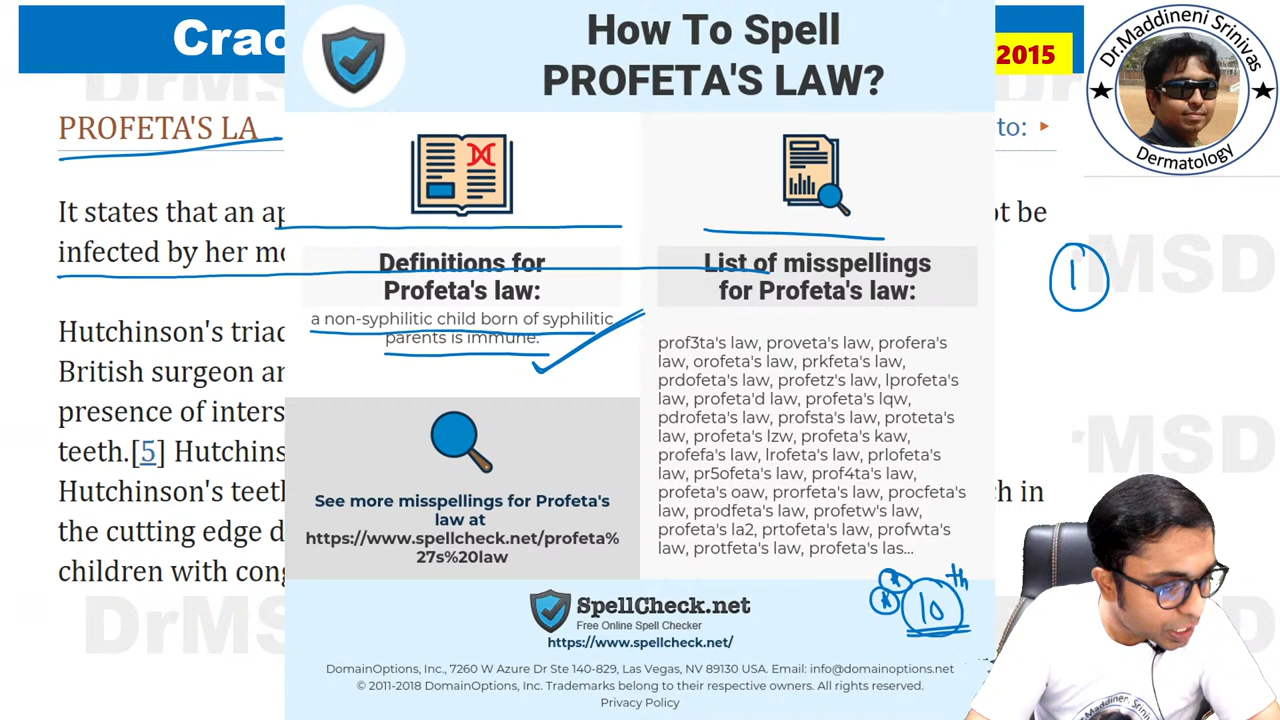 Crac
2015
Dr.Maddineni Srinivas
Dermatology
PROFETA'S LA
to:
It states that an ap
ot be
infected by her mo
Hutchinson's triad
British surgeon an
presence of inters
teeth.[5] Hutchins
Hutchinson's teeth
ch in
the cutting edge d
children with cong
How To Spell
PROFETA'S LAW?
Definitions for
Profeta's law:
a non-syphilitic child born of syphilitic
parents is immune.
See more misspellings for Profeta's
law at
https://www.spellcheck.net/profeta%
27s%20law
List of misspellings
for Profeta's law:
prof3ta's law, proveta's law, profera's
law, orofeta's law, prkfeta's law,
prdofeta's law, profetz's law, lprofeta's
law, profeta'd law, profeta's lqw,
pdrofeta's law, profsta's law, proteta's
law, profeta's lzw, profeta's kaw,
profefa's law, lrofeta's law, prlofeta's
law, pr5ofeta's law, prof4ta's law,
profeta's oaw, prorfeta's law, procfeta's
law, prodfeta's law, profetw's law,
profeta's la2, prtofeta's law, profwta's
law, protfeta's law, profeta's las...
1
10th
SpellCheck.net
Free Online Spell Checker
https://www.spellcheck.net/
DomainOptions, Inc., 7260 W Azure Dr Ste 140-829, Las Vegas, NV 89130 USA. Email: info@domainoptions.net
© 2011-2018 DomainOptions, Inc. Trademarks belong to their respective owners. All rights reserved.
Privacy Policy
DrMS
MSD
DrMS